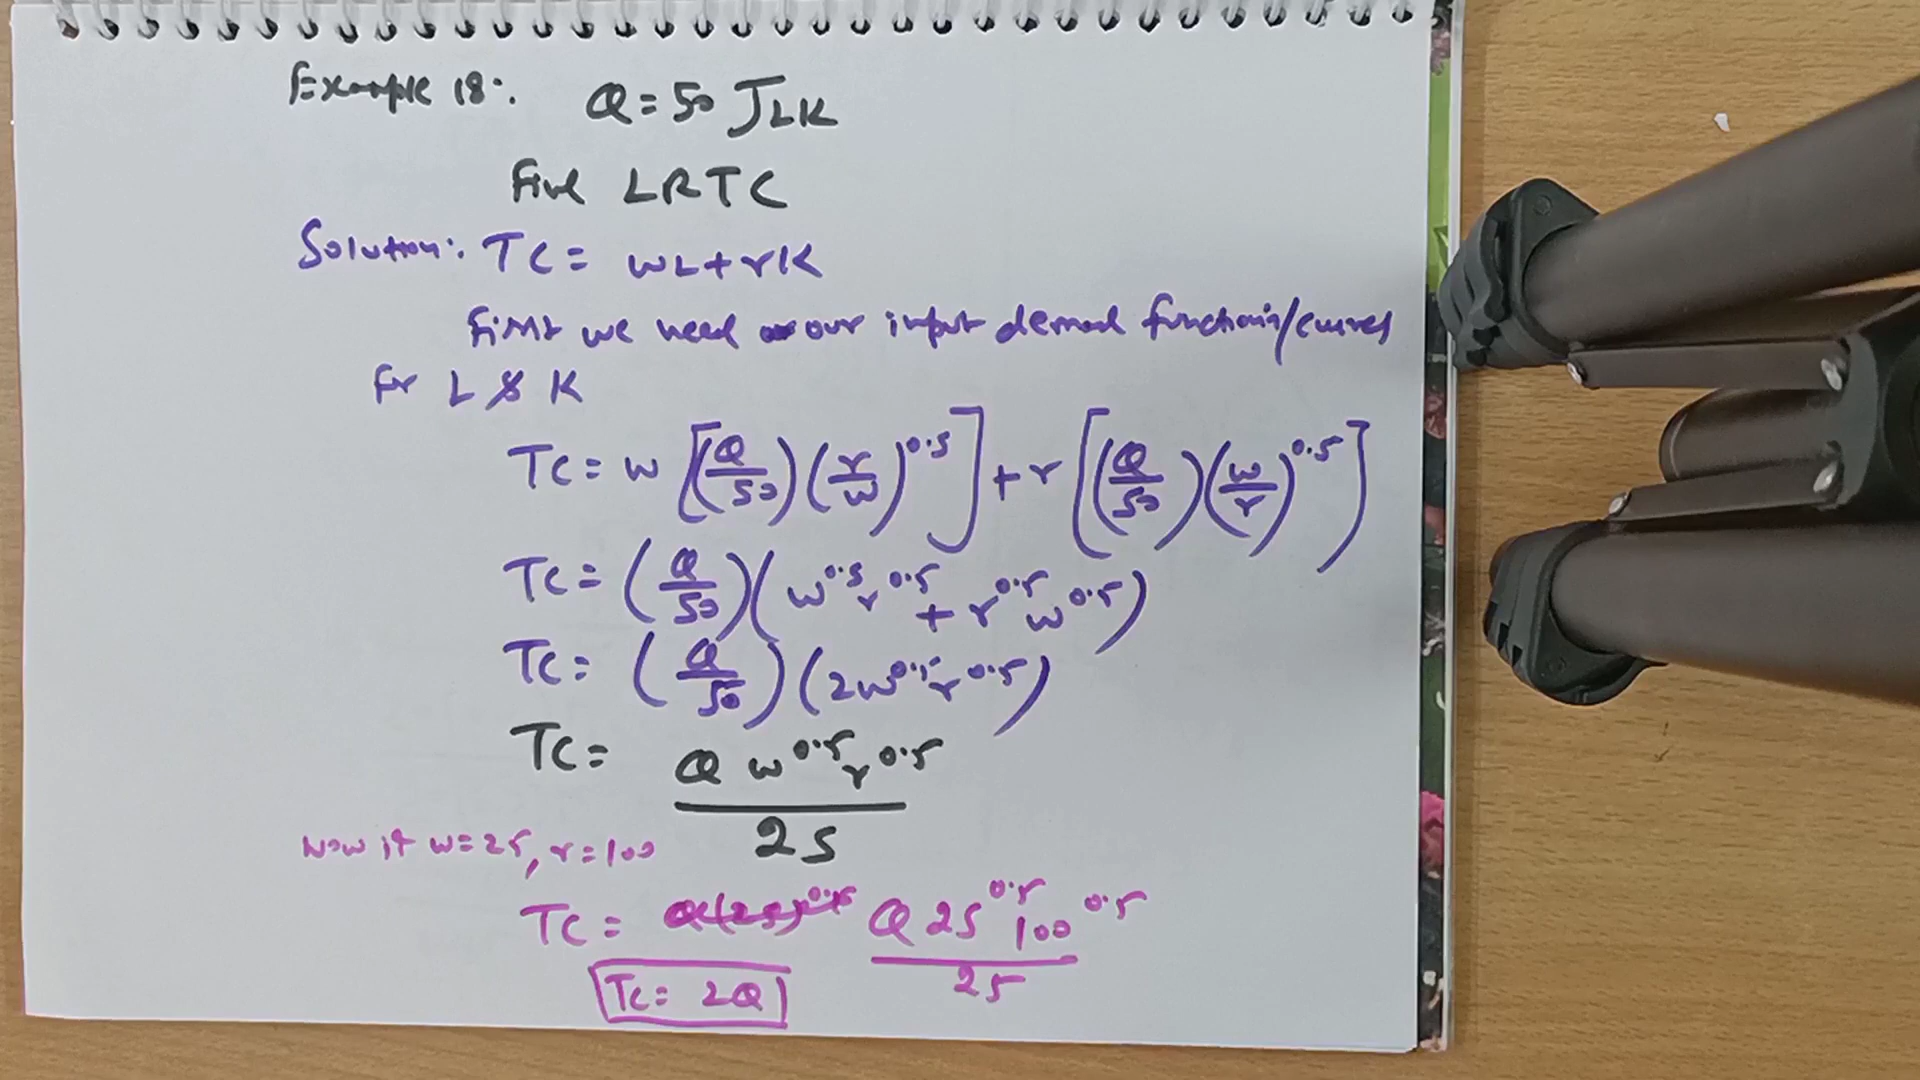 Example 18: Q = 50 √LK
Find LRTC
Solution: TC = wL + rK
First we need our input demand functions/curves
for L & K
TC = w [(Q/50)(r/w)^0.5] + r [(Q/50)(w/r)^0.5]
TC = (Q/50)(w^0.5 r^0.5 + r^0.5 w^0.5)
TC = (Q/50)(2w^0.5 r^0.5)
TC = Q w^0.5 r^0.5 / 25
Now if w = 25, r = 100
TC = Q 25^0.5 100^0.5 / 25
TC = 2Q